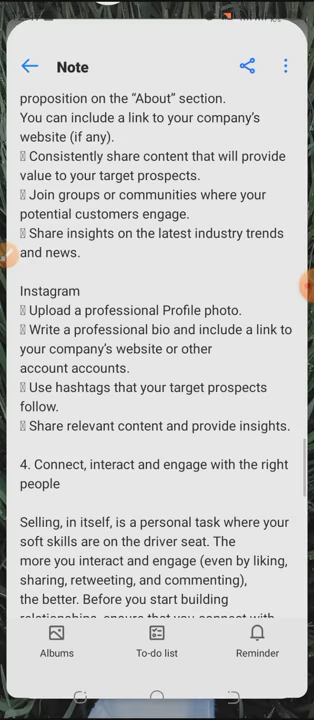 Note
proposition on the “About” section.
You can include a link to your company’s
website (if any).
Consistently share content that will provide
value to your target prospects.
Join groups or communities where your
potential customers engage.
Share insights on the latest industry trends
and news.
Instagram
Upload a professional Profile photo.
Write a professional bio and include a link to
your company’s website or other
account accounts.
Use hashtags that your target prospects
follow.
Share relevant content and provide insights.
4. Connect, interact and engage with the right
people
Selling, in itself, is a personal task where your
soft skills are on the driver seat. The
more you interact and engage (even by liking,
sharing, retweeting, and commenting),
the better. Before you start building
relationships, ensure that you connect with
Albums
To-do list
Reminder